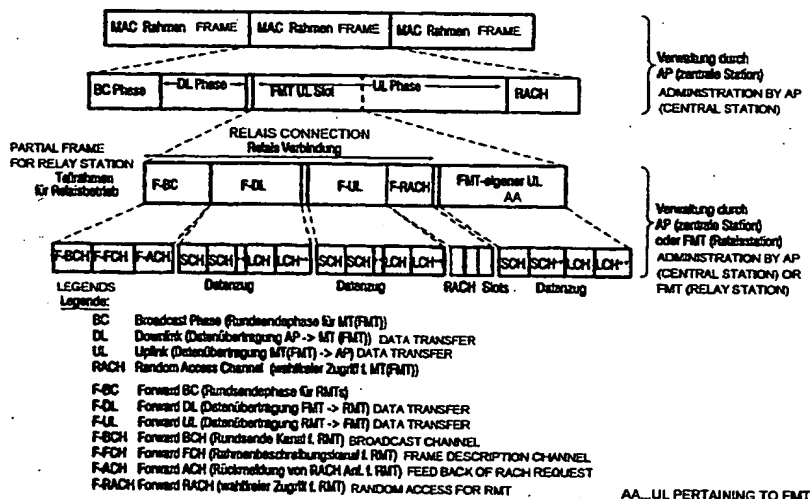 MAC Rahmen FRAME MAC Rahmen FRAME MAC Rahmen FRAME
Verwaltung durch
AP (zentrale Station)
ADMINISTRATION BY AP
(CENTRAL STATION)
BC Phase DL Phase FMT UL Slot UL Phase RACH
RELAIS CONNECTION
Relais Verbindung
PARTIAL FRAME
FOR RELAY STATION
Teilrahmen
für Relaisbetrieb
F-BC F-DL F-UL F-RACH FMT-eigener UL
AA
Verwaltung durch
AP (zentrale Station)
oder FMT (Relaisstation)
ADMINISTRATION BY AP
(CENTRAL STATION) OR
FMT (RELAY STATION)
F-BCH F-FCH F-ACH SCH SCH LCH LCH SCH SCH LCH LCH SCH SCH LCH LCH
Datenzug Datenzug RACH Slots Datenzug
LEGENDS
Legende:
BC Broadcast Phase (Rundsendephase für MT(FMT))
DL Downlink (Datenübertragung AP -> MT (FMT)) DATA TRANSFER
UL Uplink (Datenübertragung MT(FMT) -> AP) DATA TRANSFER
RACH Random Access Channel (wahlfreier Zugriff f. MT(FMT))
F-BC Forward BC (Rundsendephase für RMTs)
F-DL Forward DL (Datenübertragung FMT -> RMT) DATA TRANSFER
F-UL Forward UL (Datenübertragung RMT -> FMT) DATA TRANSFER
F-BCH Forward BCH (Rundsende Kanal f. RMT) BROADCAST CHANNEL
F-FCH Forward FCH (Rahmenbeschreibungskanal f. RMT) FRAME DESCRIPTION CHANNEL
F-ACH Forward ACH (Rückmeldung von RACH Anf. f. RMT) FEED BACK OF RACH REQUEST
F-RACH Forward RACH (wahlfreier Zugriff f. RMT) RANDOM ACCESS FOR RMT
AA...UL PERTAINING TO FMT